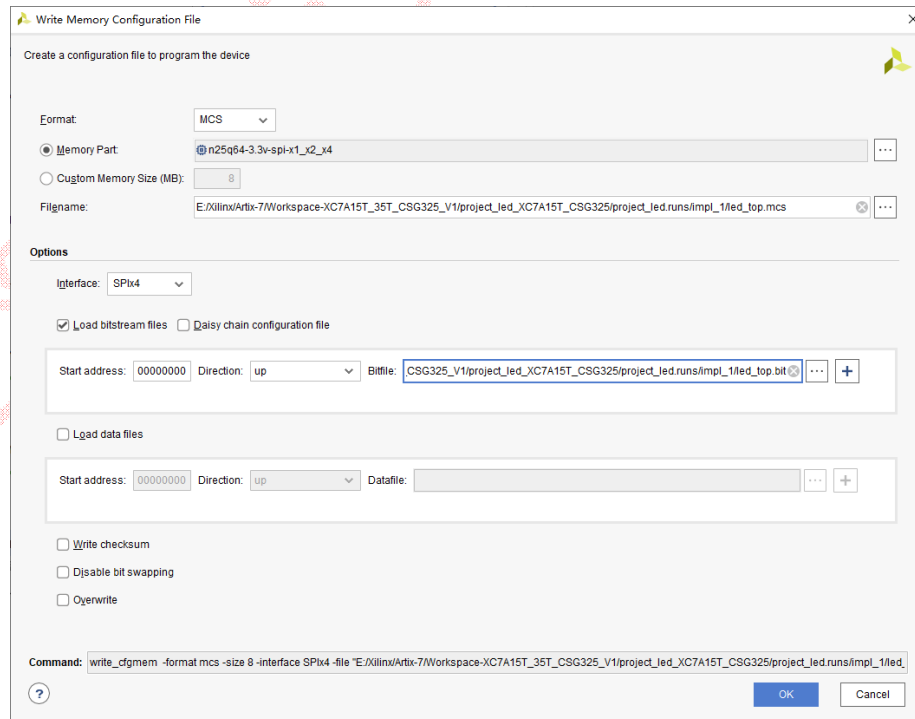 Write Memory Configuration File
Create a configuration file to program the device
Format: MCS
Memory Part: n25q64-3.3v-spi-x1_x2_x4 ...
Custom Memory Size (MB): 8
Filename: E:/Xilinx/Artix-7/Workspace-XC7A15T_35T_CSG325_V1/project_led_XC7A15T_CSG325/project_led.runs/impl_1/led_top.mcs ...
Options
Interface: SPIx4
Load bitstream files Daisy chain configuration file
Start address: 00000000 Direction: up Bitfile: _CSG325_V1/project_led_XC7A15T_CSG325/project_led.runs/impl_1/led_top.bit ... +
Load data files
Start address: 00000000 Direction: up Datafile: ... +
Write checksum
Disable bit swapping
Overwrite
Command: write_cfgmem -format mcs -size 8 -interface SPIx4 -file "E:/Xilinx/Artix-7/Workspace-XC7A15T_35T_CSG325_V1/project_led_XC7A15T_CSG325/project_led.runs/impl_1/led_
? OK Cancel